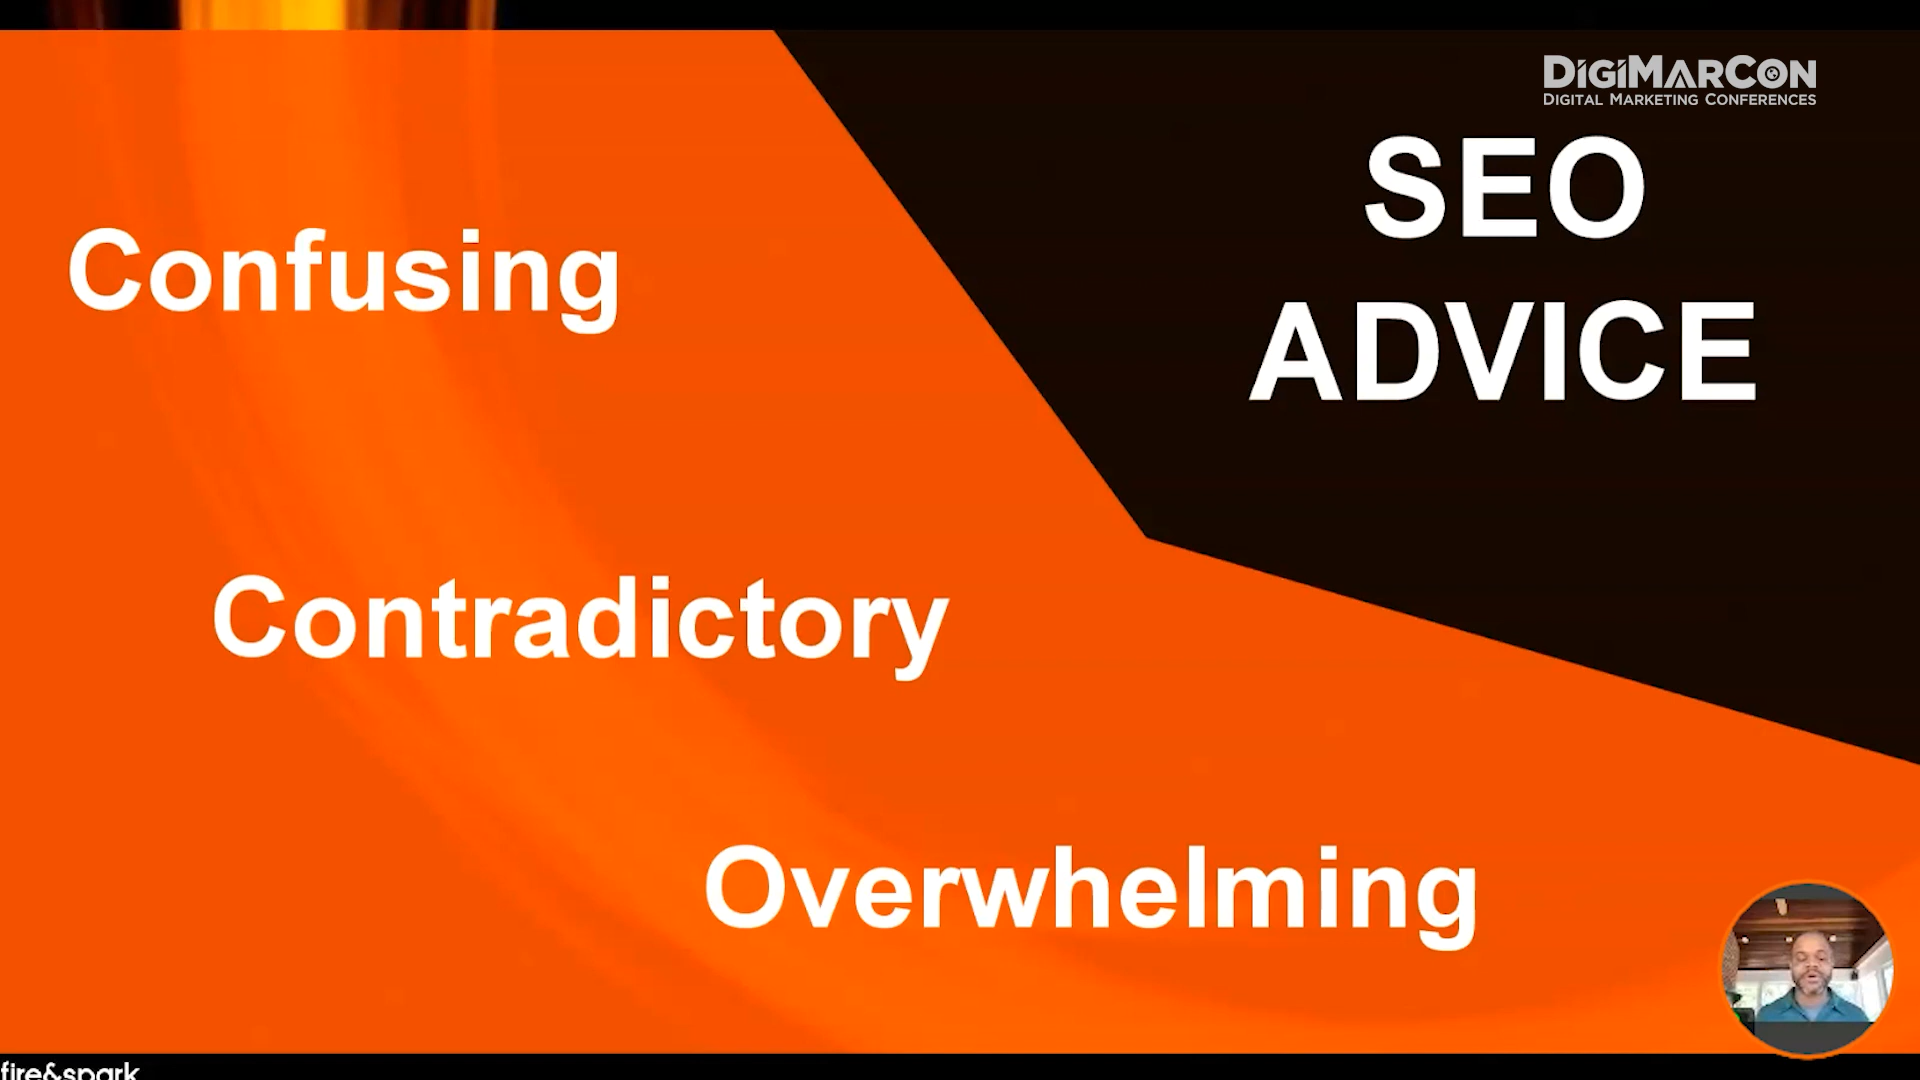 DIGIMARCON
DIGITAL MARKETING CONFERENCES
SEO
ADVICE
Confusing
Contradictory
Overwhelming
fire&spark